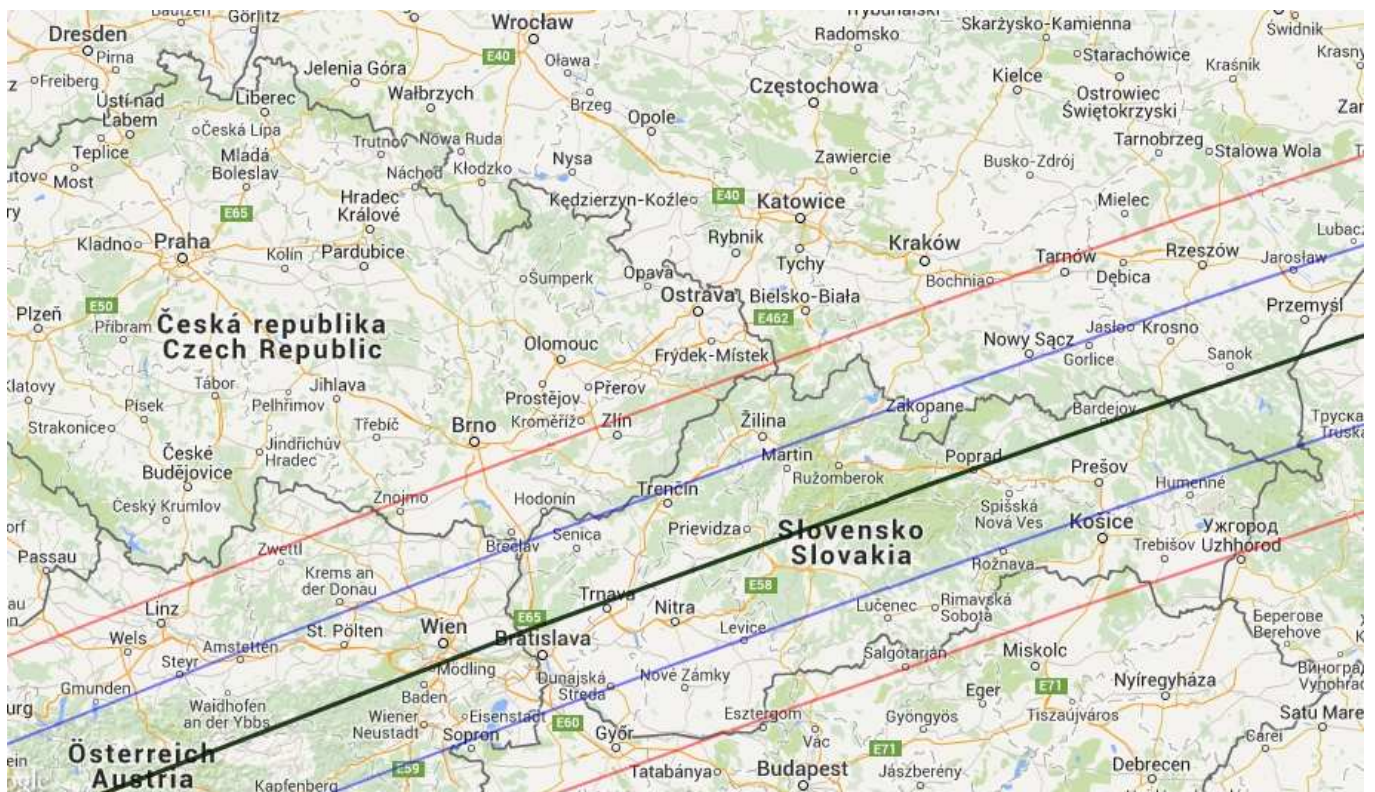 Bautzen
Görlitz
Dresden
Pirna
Freiberg
Jelenia Góra
Wrocław
E40
Oława
Brzeg
Wałbrzych
Trybunalski
Radomsko
Częstochowa
Opole
Skarżysko-Kamienna
Starachowice
Kielce
Ostrowiec
Świętokrzyski
Świdnik
Krasny
Kraśnik
Ústí nad
Labem
Liberec
Česká Lípa
Teplice
Most
Mladá
Boleslav
Trutnov
Nowa Ruda
Náchod
Kłodzko
Nysa
Zawiercie
Busko-Zdrój
Tarnobrzeg
Stalowa Wola
Hradec
Králové
E65
Kędzierzyn-Koźle
E40
Katowice
Mielec
Kladno
Praha
Kolín
Pardubice
Rybnik
Tychy
Kraków
Bochnia
Tarnów
Dębica
Rzeszów
Jarosław
Šumperk
Opava
Ostrava
Bielsko-Biała
E462
Przemyśl
E50
Plzeň
Příbram
Česká republika
Czech Republic
Olomouc
Frýdek-Místek
Nowy Sącz
Jasło
Krosno
Gorlice
Sanok
Tábor
Jihlava
Pelhřimov
Prostějov
Přerov
Písek
Strakonice
Třebíč
Brno
Kroměříž
Zlín
Žilina
Zakopane
Bardejov
České
Budějovice
Jindřichův
Hradec
Martin
Ružomberok
Poprad
Prešov
Český Krumlov
Znojmo
Hodonín
Trenčín
Humenné
Spišská
Nová Ves
Passau
Zwettl
Břeclav
Senica
Prievidza
Slovensko
Slovakia
Košice
Ужгород
Uzhhorod
Trebišov
Rožnava
Krems an
der Donau
Linz
Trnava
Nitra
E58
E65
Lučenec
Rimavská
Sobota
Берегове
Berehove
Wels
Steyr
Amstetten
St. Pölten
Wien
Bratislava
Levice
Salgótarján
Miskolc
Mödling
Gmunden
Waidhofen
an der Ybbs
Baden
Dunajská
Streda
Nové Zámky
E71
Eger
Nyíregyháza
Wiener
Neustadt
Eisenstadt
Sopron
E60
Győr
Esztergom
Vác
Gyöngyös
Tiszaújváros
Satu Mare
Carei
Österreich
Austria
Kapfenberg
E59
Tatabánya
Budapest
E71
Jászberény
Debrecen